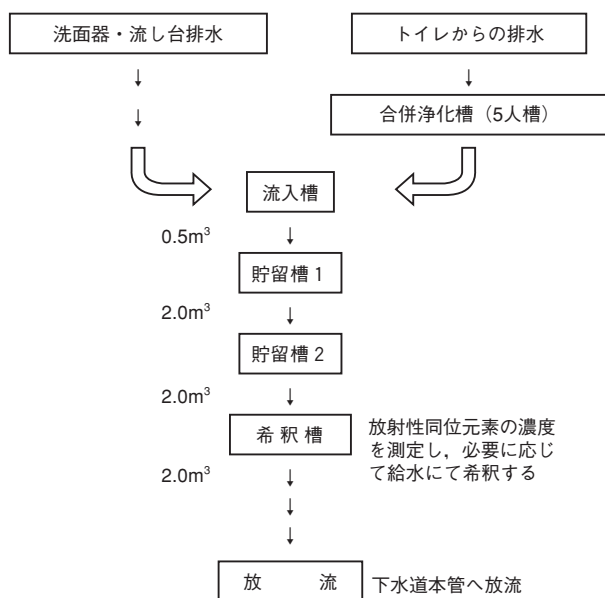 洗面器・流し台排水
トイレからの排水
↓
↓
↓
合併浄化槽（5人槽）
流入槽
0.5m³
↓
貯留槽 1
2.0m³
↓
貯留槽 2
2.0m³
↓
希 釈 槽
放射性同位元素の濃度
を測定し，必要に応じ
て給水にて希釈する
2.0m³
↓
↓
↓
放　　流
下水道本管へ放流